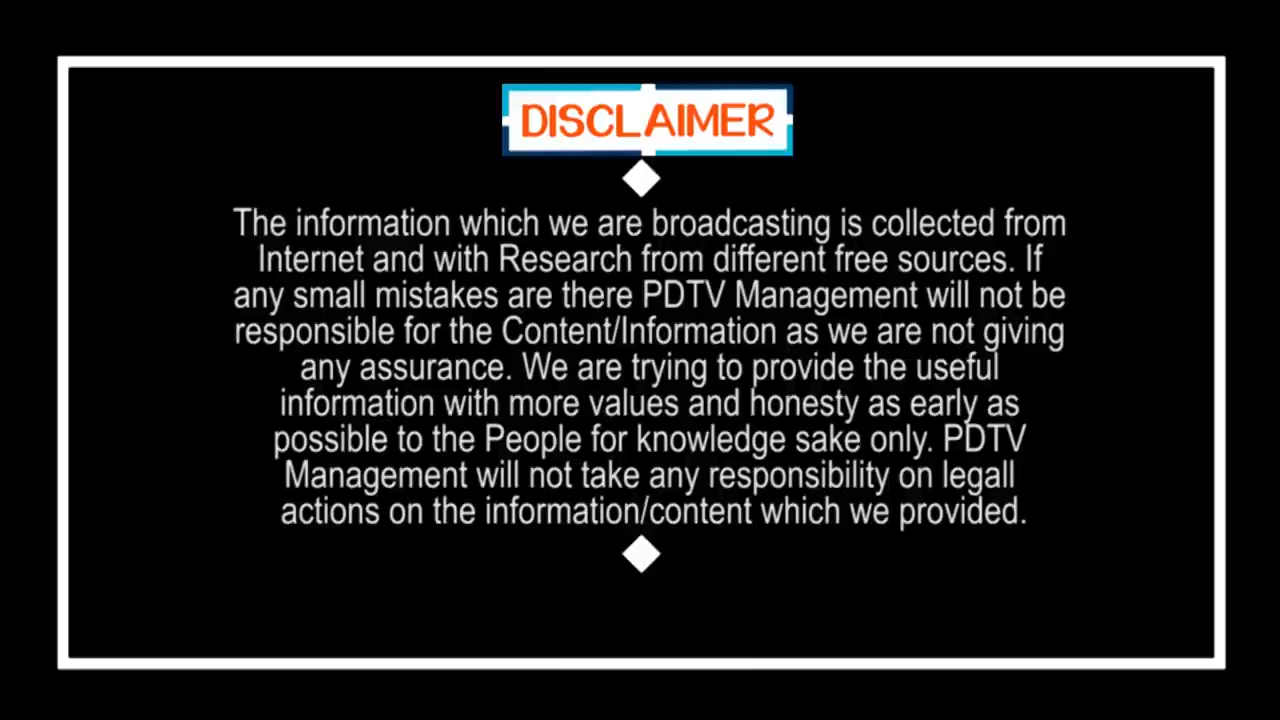 DISCLAIMER
The information which we are broadcasting is collected from
Internet and with Research from different free sources. If
any small mistakes are there PDTV Management will not be
responsible for the Content/Information as we are not giving
any assurance. We are trying to provide the useful
information with more values and honesty as early as
possible to the People for knowledge sake only. PDTV
Management will not take any responsibility on legall
actions on the information/content which we provided.